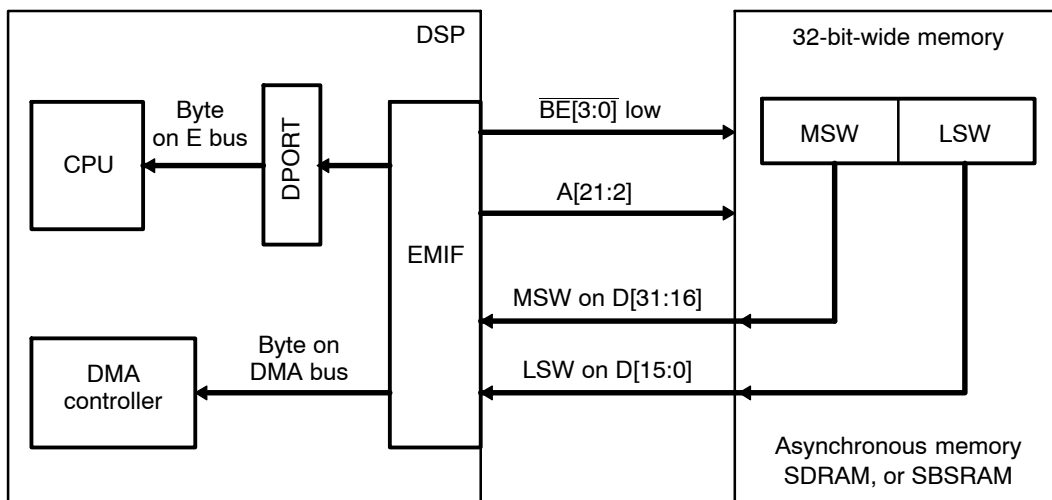 DSP
32-bit-wide memory
Byte
on E bus
CPU
DPORT
EMIF
BE[3:0] low
MSW
LSW
A[21:2]
MSW on D[31:16]
Byte on
DMA bus
LSW on D[15:0]
DMA
controller
Asynchronous memory
SDRAM, or SBSRAM